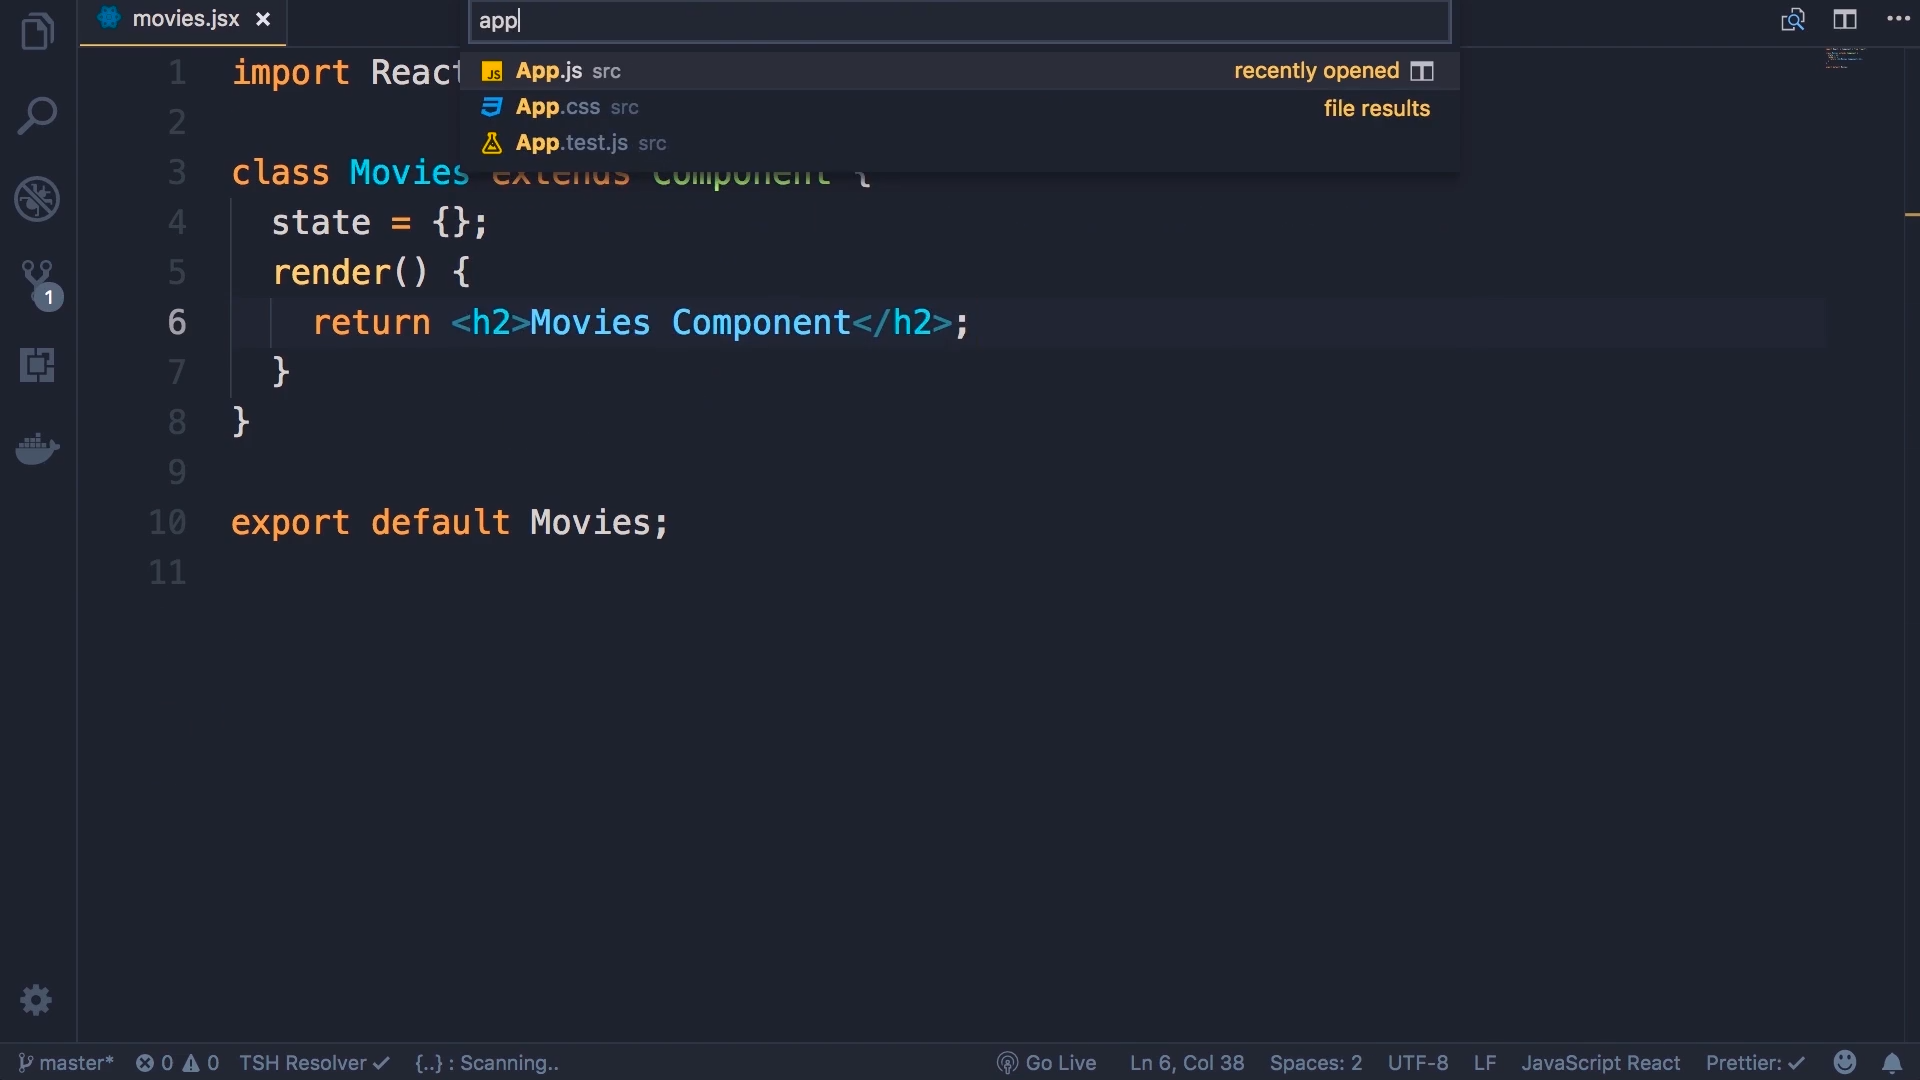 movies.jsx
app
App.js src recently opened
App.css src file results
App.test.js src
1 import React
2
3 class Movies extends Component {
4 state = {};
5 render() {
6 return <h2>Movies Component</h2>;
7 }
8 }
9
10 export default Movies;
11
1
master* 0 0 TSH Resolver {..} : Scanning.. Go Live Ln 6, Col 38 Spaces: 2 UTF-8 LF JavaScript React Prettier: